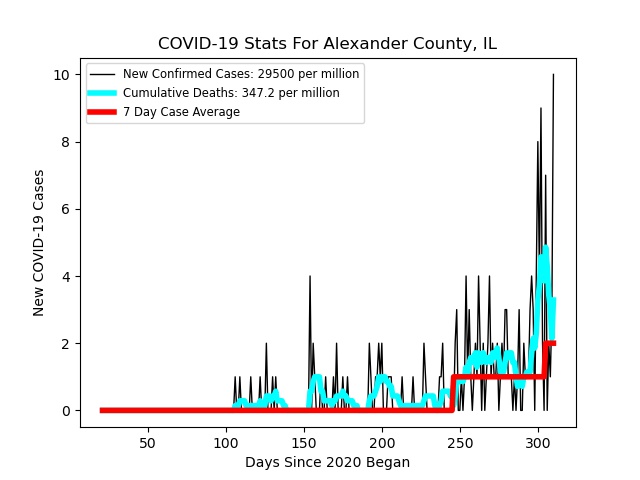 COVID-19 Stats For Alexander County, IL
New Confirmed Cases: 29500 per million
Cumulative Deaths: 347.2 per million
7 Day Case Average
New COVID-19 Cases
10
8
6
4
2
0
50 100 150 200 250 300
Days Since 2020 Began